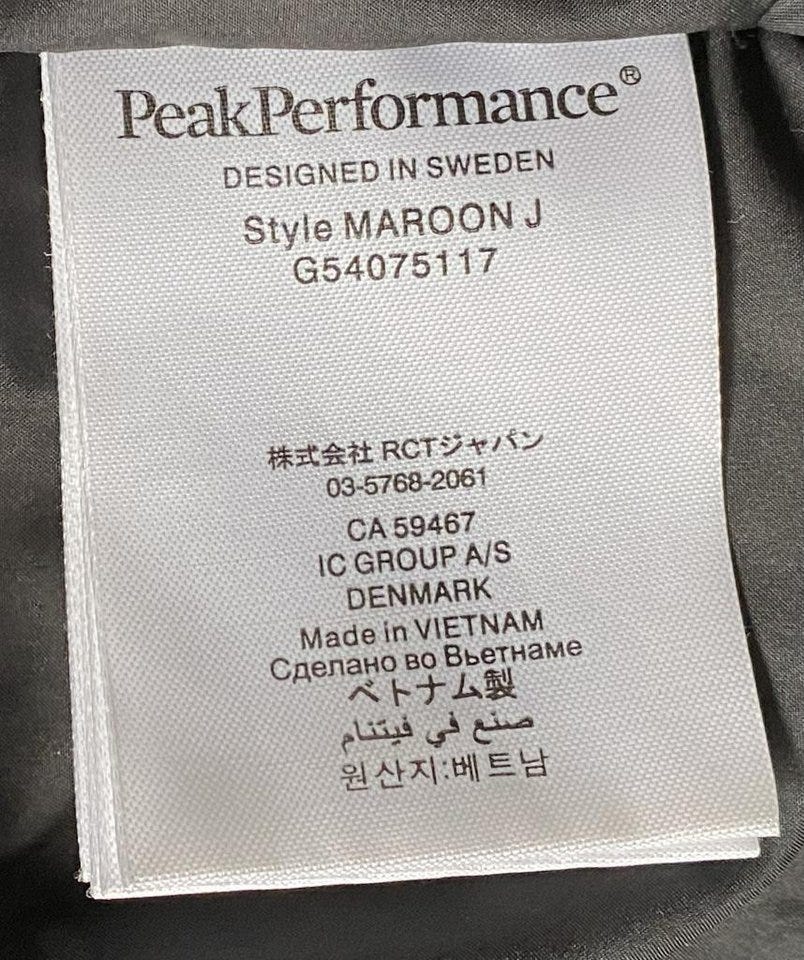 PeakPerformance®
DESIGNED IN SWEDEN
Style MAROON J
G54075117
株式会社 RCTジャパン
03-5768-2061
CA 59467
IC GROUP A/S
DENMARK
Made in VIETNAM
Сделано во Вьетнаме
ベトナム製
صنع في فيتنام
원산지:베트남